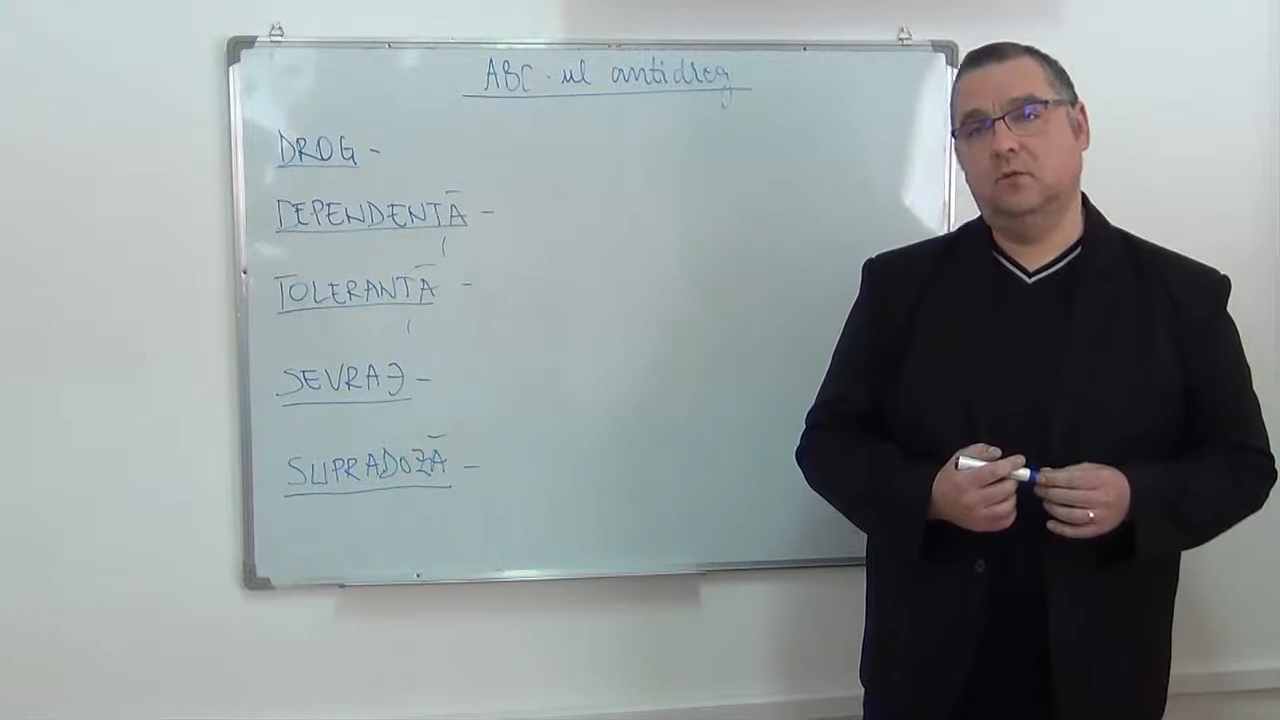 ABC-ul antidrog
DROG -
DEPENDENȚĂ -
TOLERANȚĂ -
SEVRAJ -
SUPRADOZĂ -